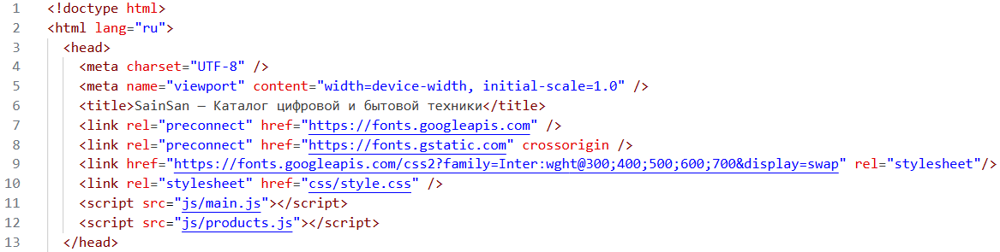 1 <!doctype html>
2 <html lang="ru">
3 <head>
4 <meta charset="UTF-8" />
5 <meta name="viewport" content="width=device-width, initial-scale=1.0" />
6 <title>SainSan — Каталог цифровой и бытовой техники</title>
7 <link rel="preconnect" href="https://fonts.googleapis.com" />
8 <link rel="preconnect" href="https://fonts.gstatic.com" crossorigin />
9 <link href="https://fonts.googleapis.com/css2?family=Inter:wght@300;400;500;600;700&display=swap" rel="stylesheet"/>
10 <link rel="stylesheet" href="css/style.css" />
11 <script src="js/main.js"></script>
12 <script src="js/products.js"></script>
13 </head>